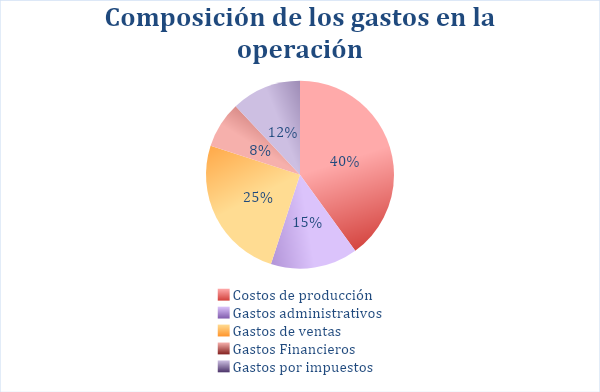 Composición de los gastos en la
operación
12%
8%
40%
25%
15%
Costos de producción
Gastos administrativos
Gastos de ventas
Gastos Financieros
Gastos por impuestos